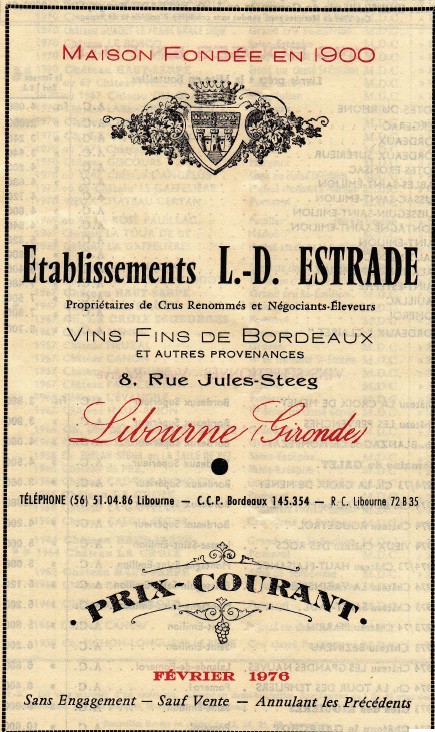 MAISON FONDÉE EN 1900
Etablissements L.-D. ESTRADE
Propriétaires de Crus Renommés et Négociants-Éleveurs
VINS FINS DE BORDEAUX
ET AUTRES PROVENANCES
8, Rue Jules-Steeg
Libourne (Gironde)
TÉLÉPHONE (56) 51.04.86 Libourne — C.C.P. Bordeaux 145.354 — R. C. Libourne 72 B 35
. PRIX-COURANT .
FÉVRIER 1976
Sans Engagement — Sauf Vente — Annulant les Précédents